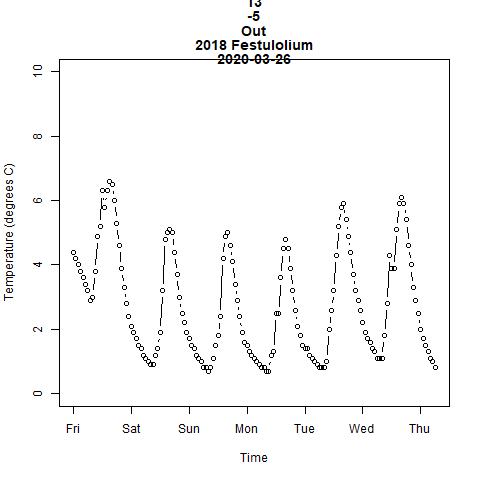 13
-5
Out
2018 Festulolium
2020-03-26
Temperature (degrees C)
10
8
6
4
2
0
Fri Sat Sun Mon Tue Wed Thu
Time